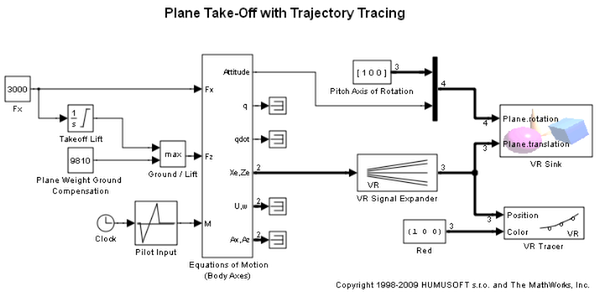 Plane Take-Off with Trajectory Tracing
3000
Fx
1
s
Takeoff Lift
9810
Plane Weight Ground
Compensation
max
Ground / Lift
Clock
Pilot Input
Fx
Fz
M
Attitude
q
qdot
Xe,Ze
U,w
Ax,Az
2
2
2
Equations of Motion
(Body Axes)
[1 0 0]
3
Pitch Axis of Rotation
4
VR
VR Signal Expander
3
4
Plane.rotation
3
Plane.translation
VR Sink
(1 0 0)
3
Red
3
Position
Color
VR
VR Tracer
Copyright 1998-2009 HUMUSOFT s.r.o. and The MathWorks, Inc.